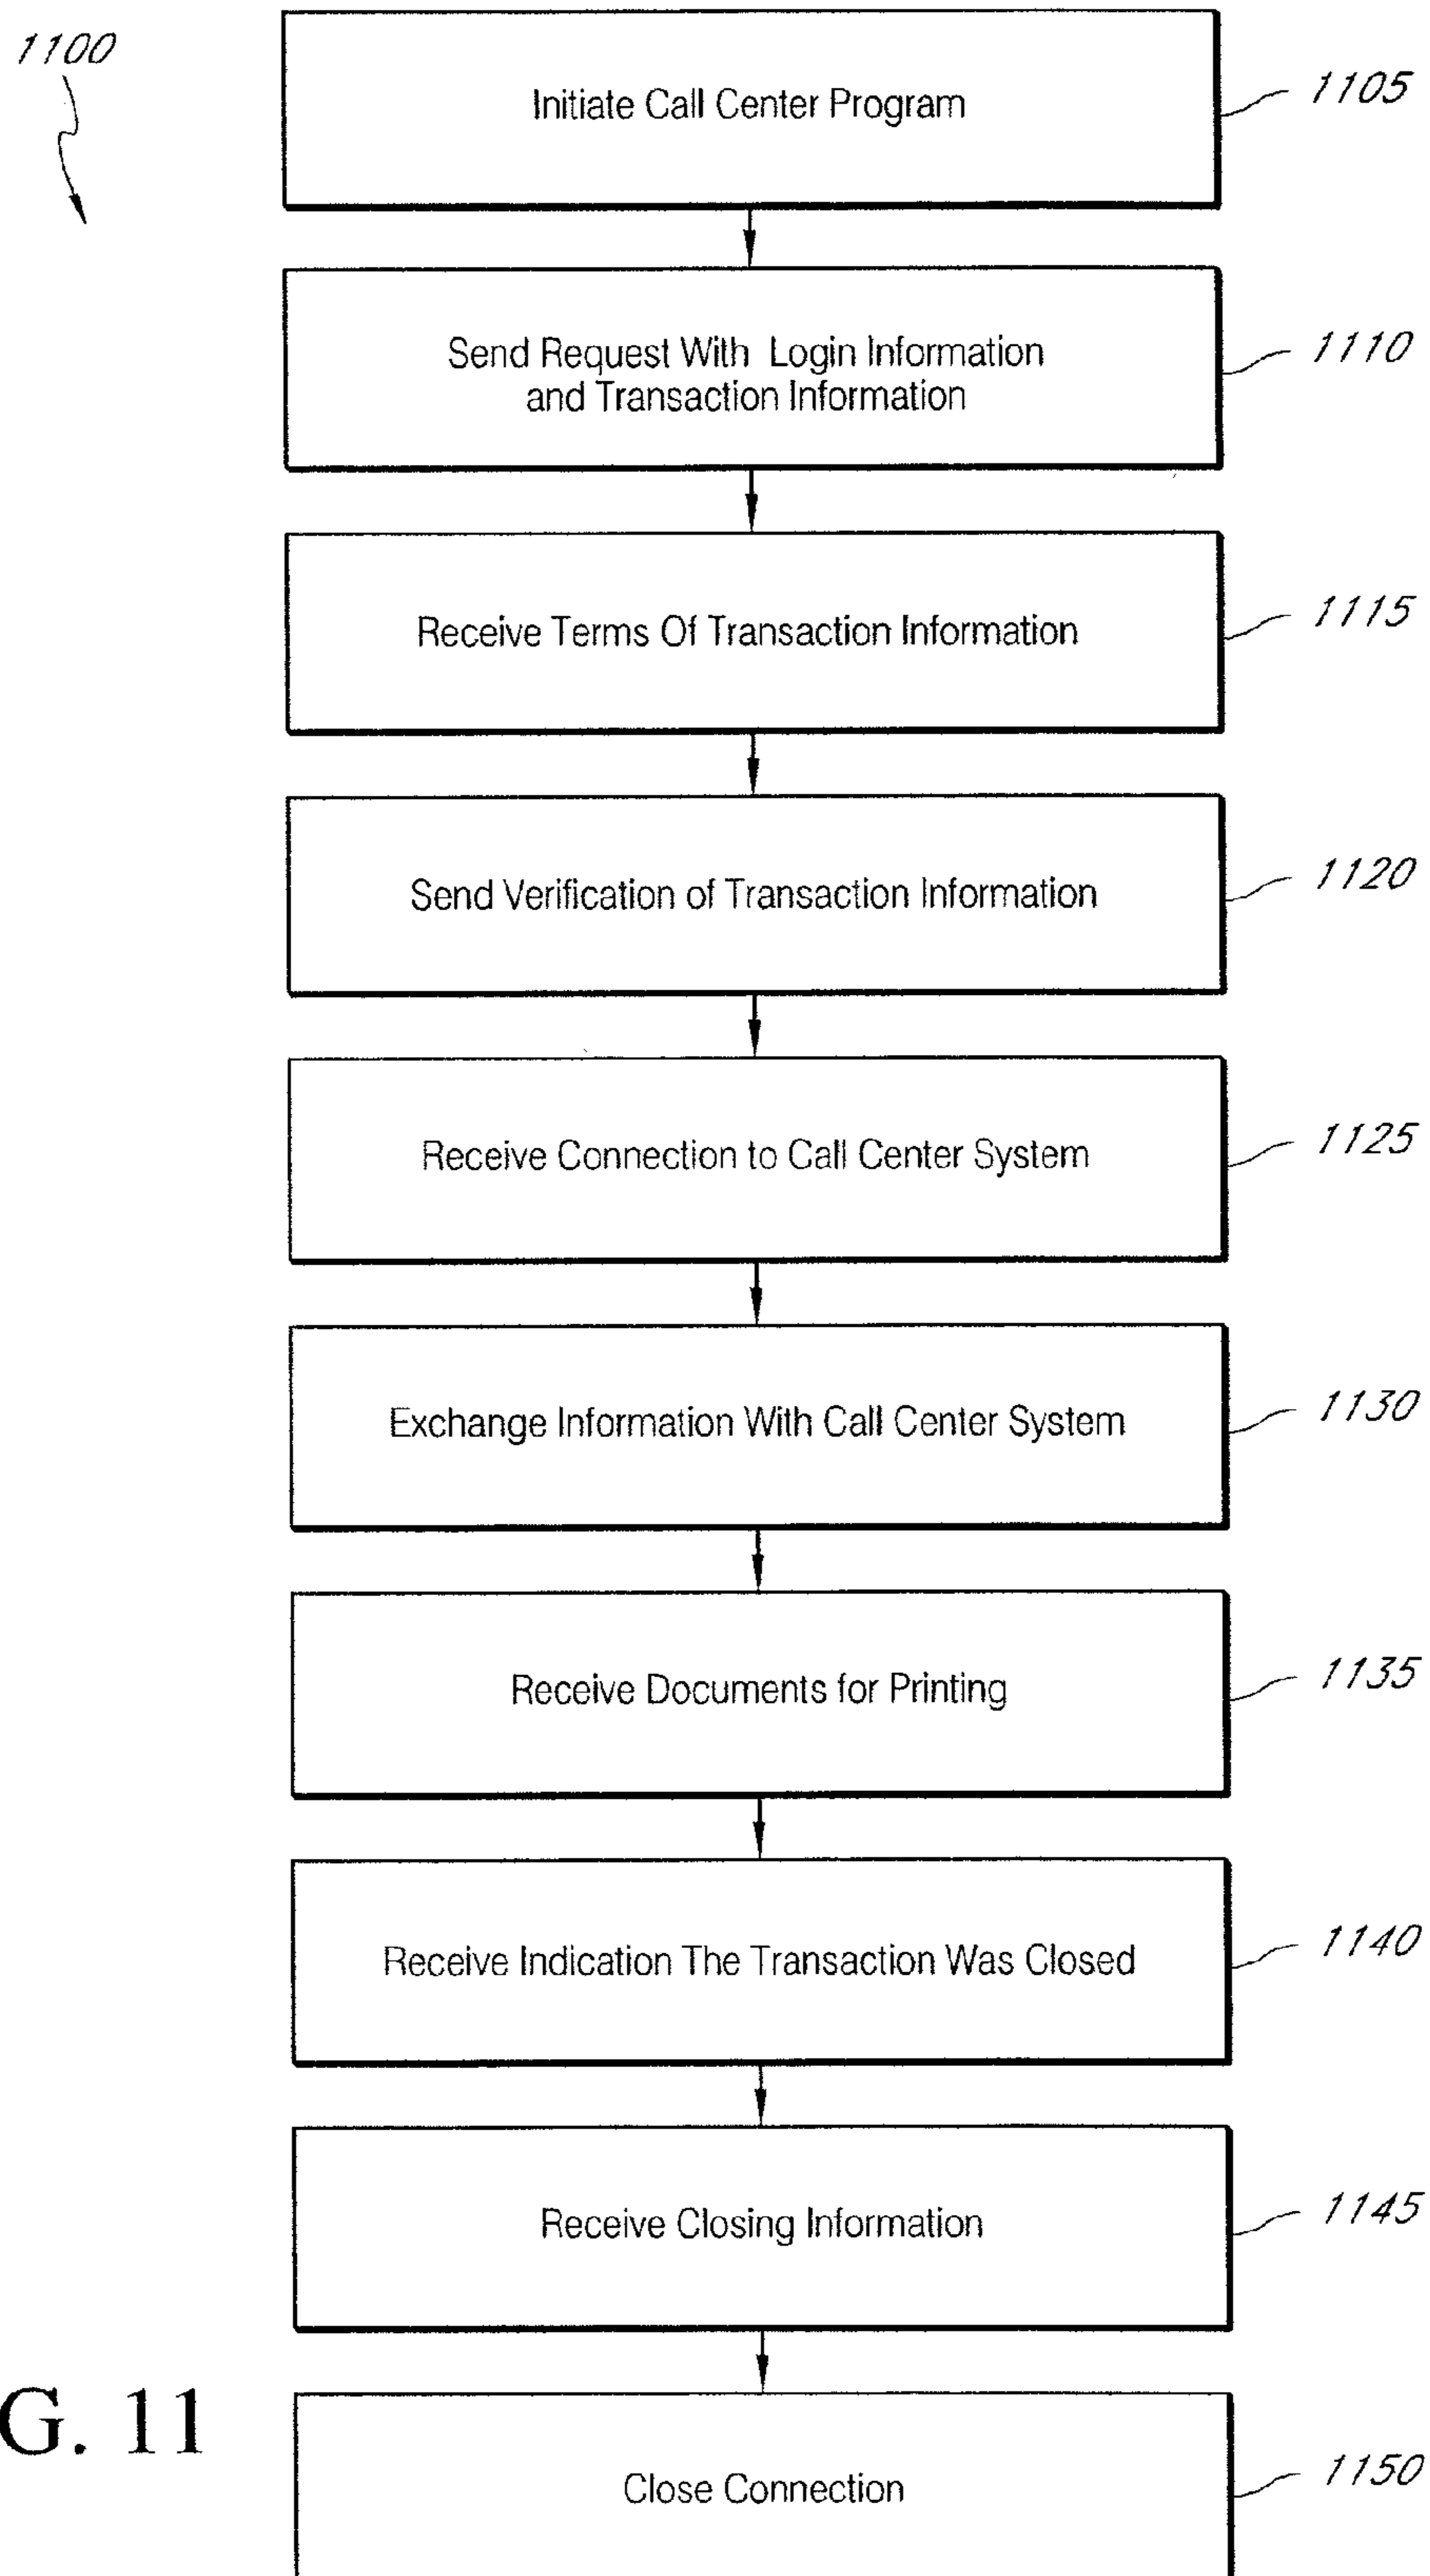 1100
Initiate Call Center Program
1105
Send Request With Login Information
and Transaction Information
1110
Receive Terms Of Transaction Information
1115
Send Verification of Transaction Information
1120
Receive Connection to Call Center System
1125
Exchange Information With Call Center System
1130
Receive Documents for Printing
1135
Receive Indication The Transaction Was Closed
1140
Receive Closing Information
1145
Close Connection
1150
G. 11